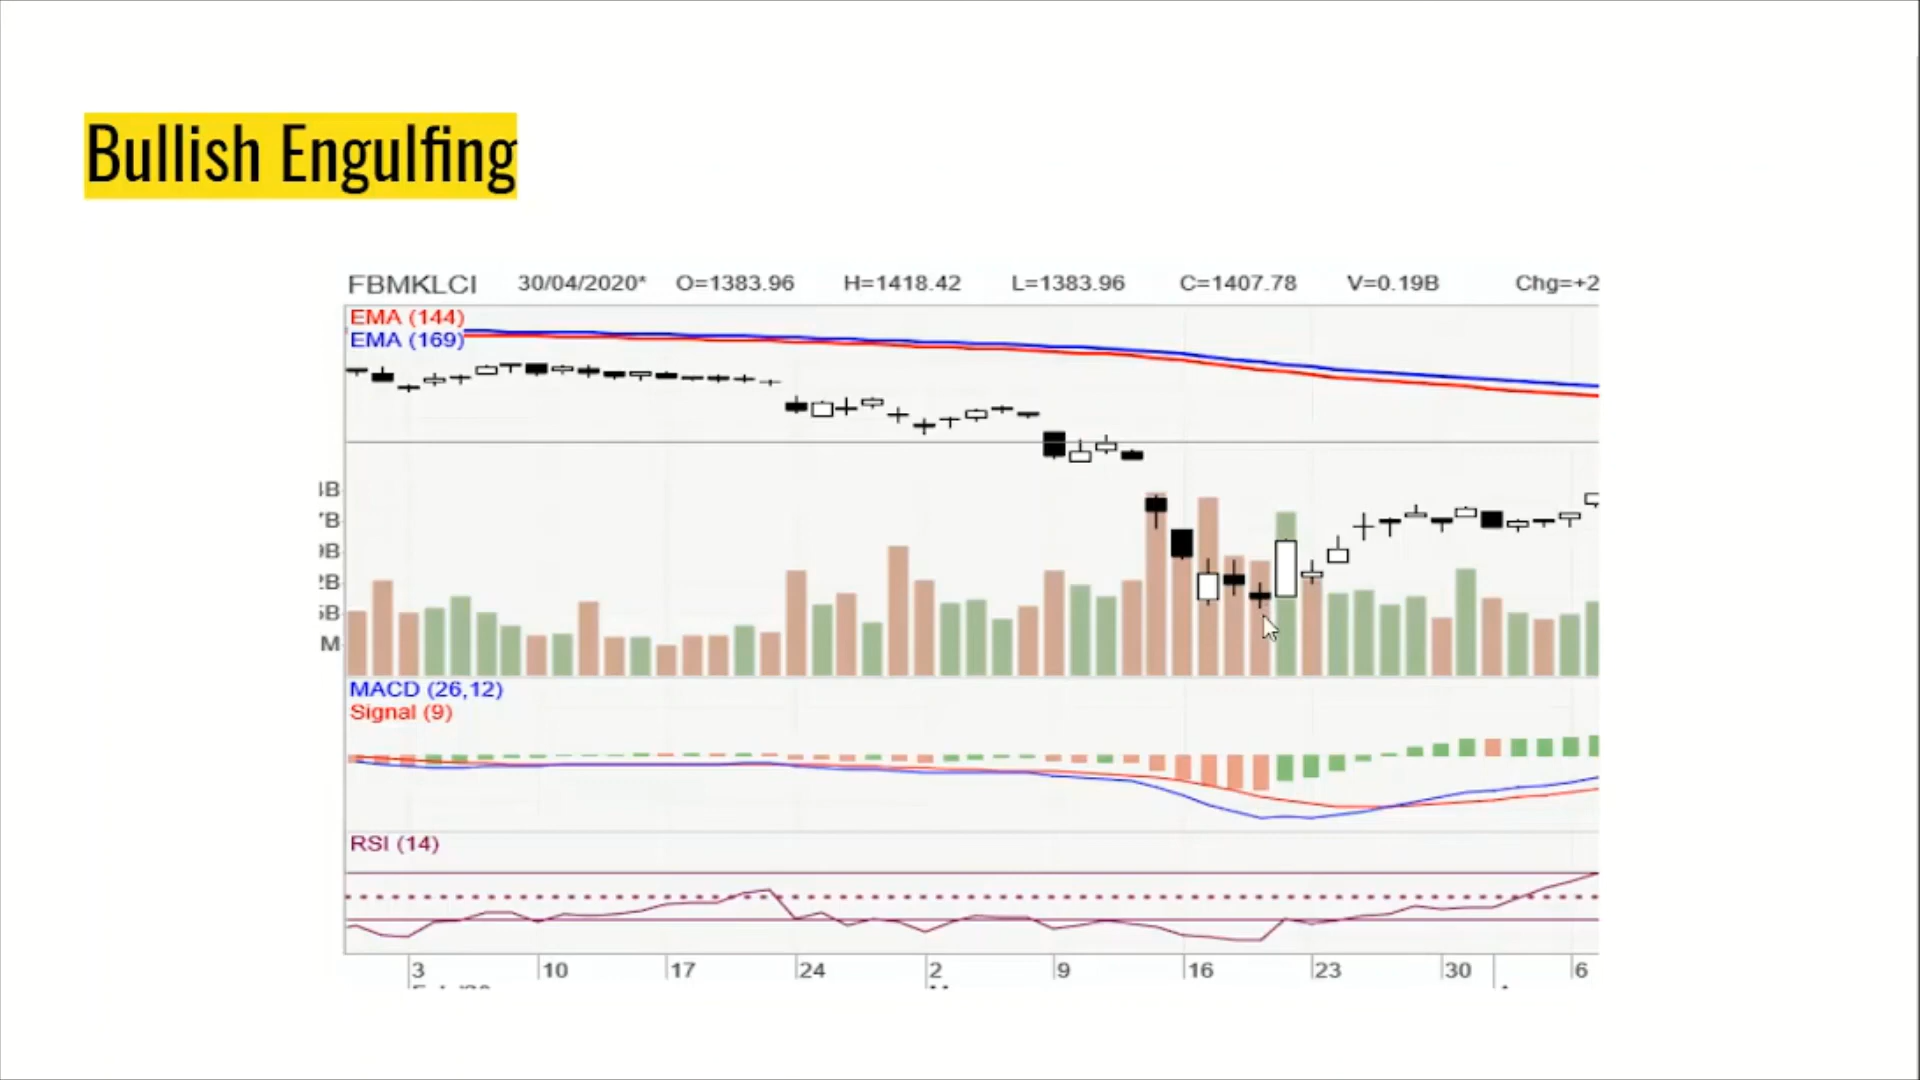 Bullish Engulfing
FBMKLCI 30/04/2020* O=1383.96 H=1418.42 L=1383.96 C=1407.78 V=0.19B Chg=+2
EMA (144)
EMA (169)
MACD (26,12)
Signal (9)
RSI (14)
3 10 17 24 2 9 16 23 30 6